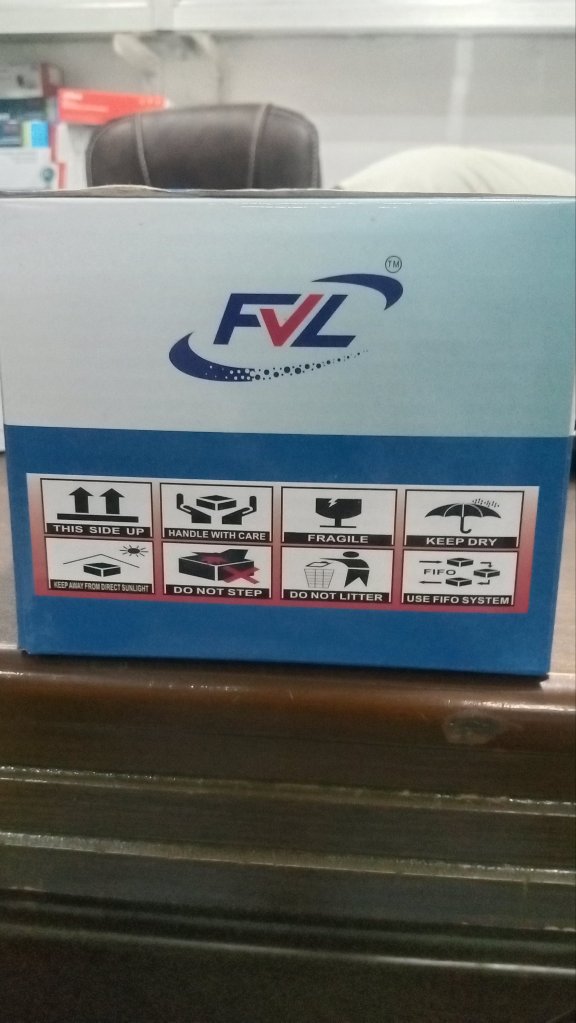 TM
FVL
THIS SIDE UP
HANDLE WITH CARE
FRAGILE
KEEP DRY
KEEP AWAY FROM DIRECT SUNLIGHT
DO NOT STEP
DO NOT LITTER
FIFO
USE FIFO SYSTEM